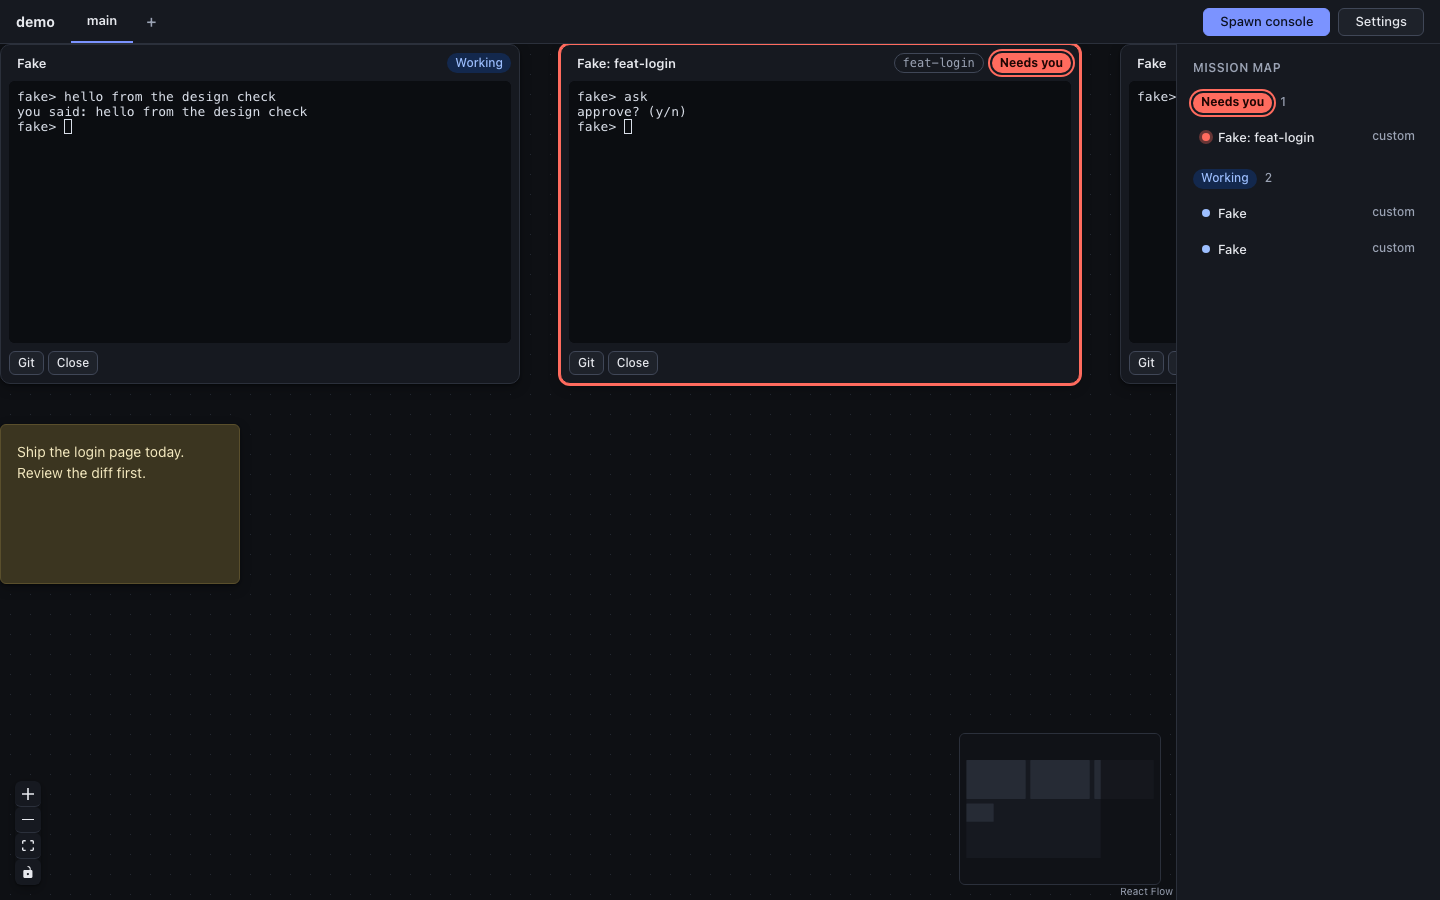 demo
main
+
Spawn console
Settings
Fake
Working
fake> hello from the design check
you said: hello from the design check
fake>
Git
Close
Fake: feat-login
feat-login
Needs you
fake> ask
approve? (y/n)
fake>
Git
Close
Fake
fake>
Git
MISSION MAP
Needs you 1
Fake: feat-login custom
Working 2
Fake custom
Fake custom
Ship the login page today.
Review the diff first.
React Flow